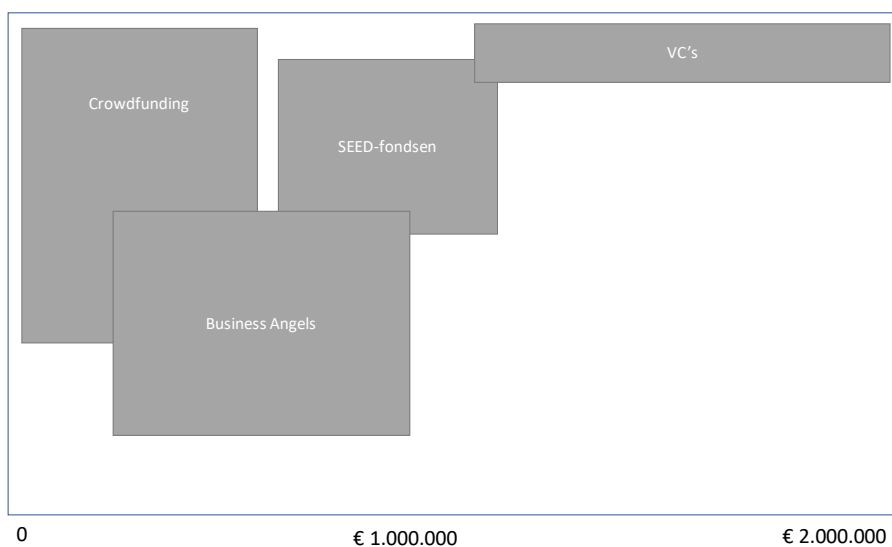 VC’s
Crowdfunding
SEED-fondsen
Business Angels
0
€ 1.000.000
€ 2.000.000